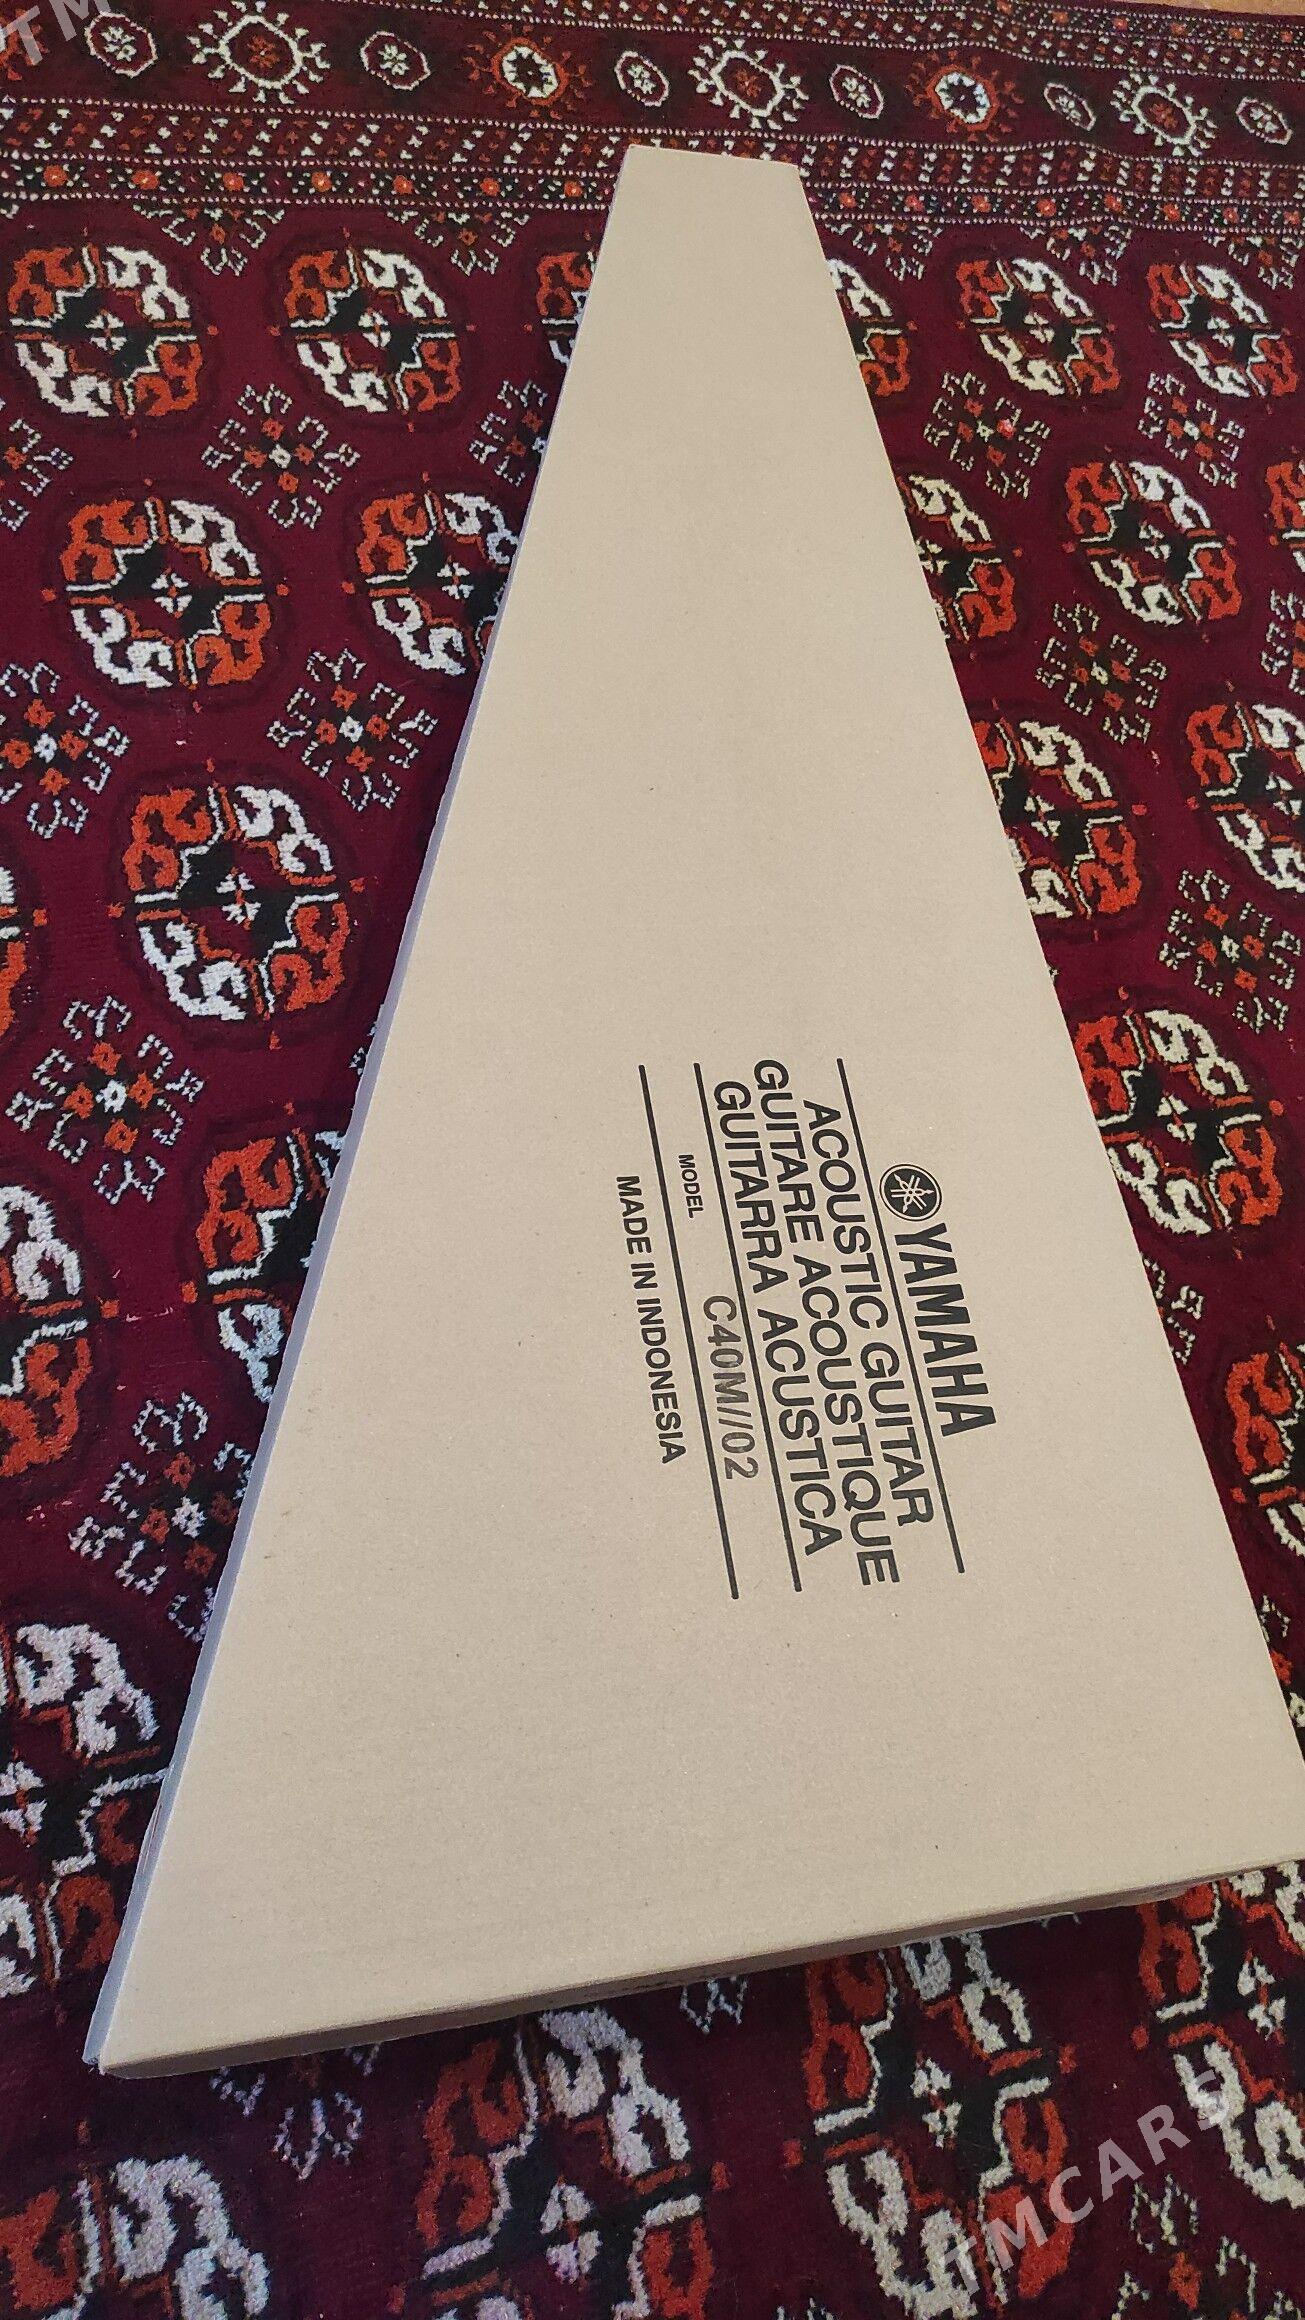 YAMAHA
ACOUSTIC GUITAR
GUITARE ACOUSTIQUE
GUITARRA ACUSTICA
MODEL C40M//02
MADE IN INDONESIA
TMCARS